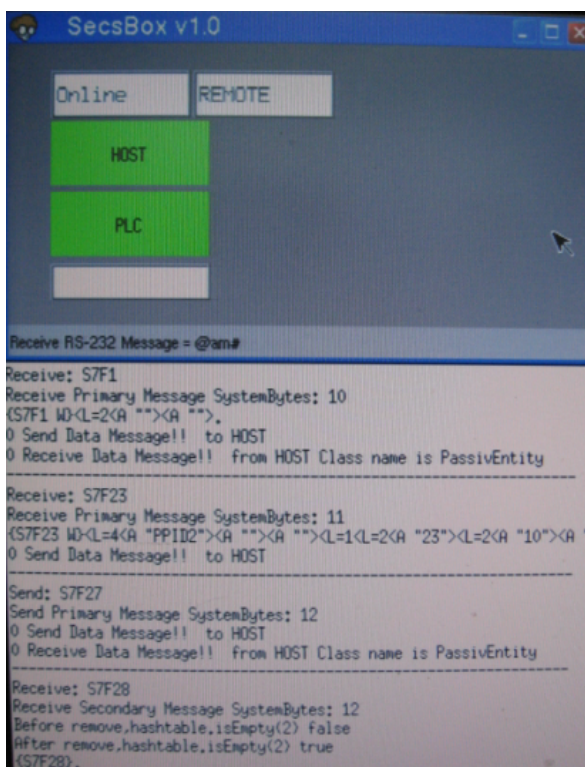 SecsBox v1.0
Online REMOTE
HOST
PLC
Receive RS-232 Message = @am#
Receive: S7F1
Receive Primary Message SystemBytes: 10
{S7F1 W}<L=2<A ""><A "">.
0 Send Data Message!! to HOST
0 Receive Data Message!! from HOST Class name is PassivEntity
Receive: S7F23
Receive Primary Message SystemBytes: 11
{S7F23 W}<L=4<A "PPID2"><A ""><A ""><L=1<L=2<A "23"><L=2<A "10"><A "
0 Send Data Message!! to HOST
Send: S7F27
Send Primary Message SystemBytes: 12
0 Send Data Message!! to HOST
0 Receive Data Message!! from HOST Class name is PassivEntity
Receive: S7F28
Receive Secondary Message SystemBytes: 12
Before remove,hashtable.isEmpty(2) false
After remove,hashtable.isEmpty(2) true
{S7F28}.